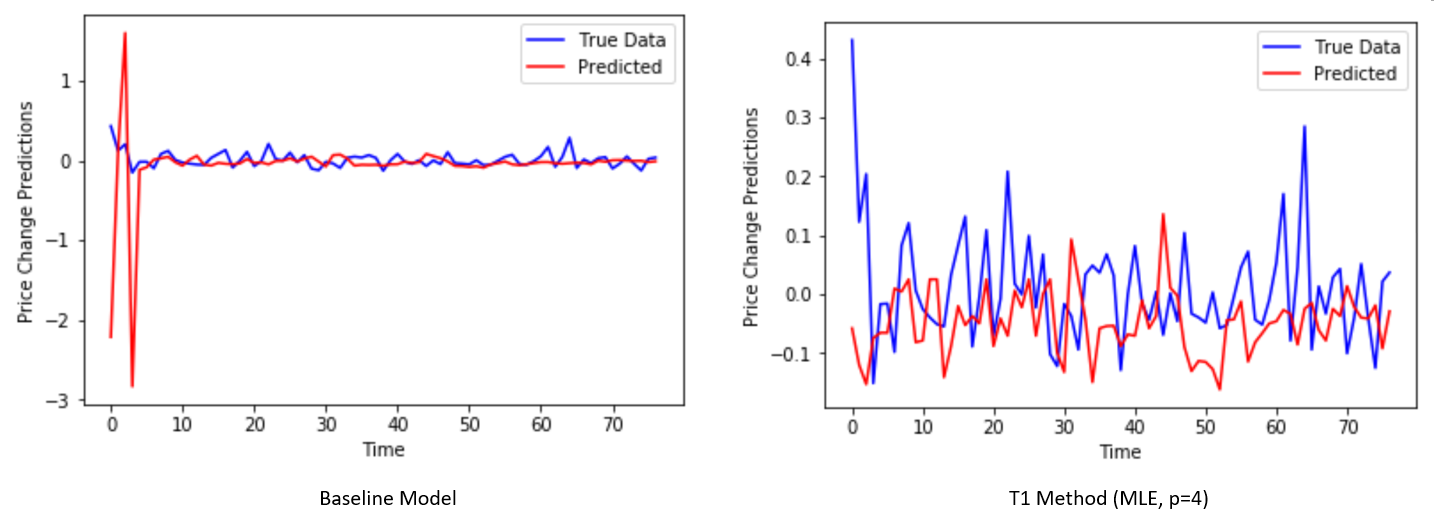 True Data
Predicted
1
0
−1
−2
−3
Price Change Predictions
0 10 20 30 40 50 60 70
Time
Baseline Model
True Data
Predicted
0.4
0.3
0.2
0.1
0.0
−0.1
Price Change Predictions
0 10 20 30 40 50 60 70
Time
T1 Method (MLE, p=4)